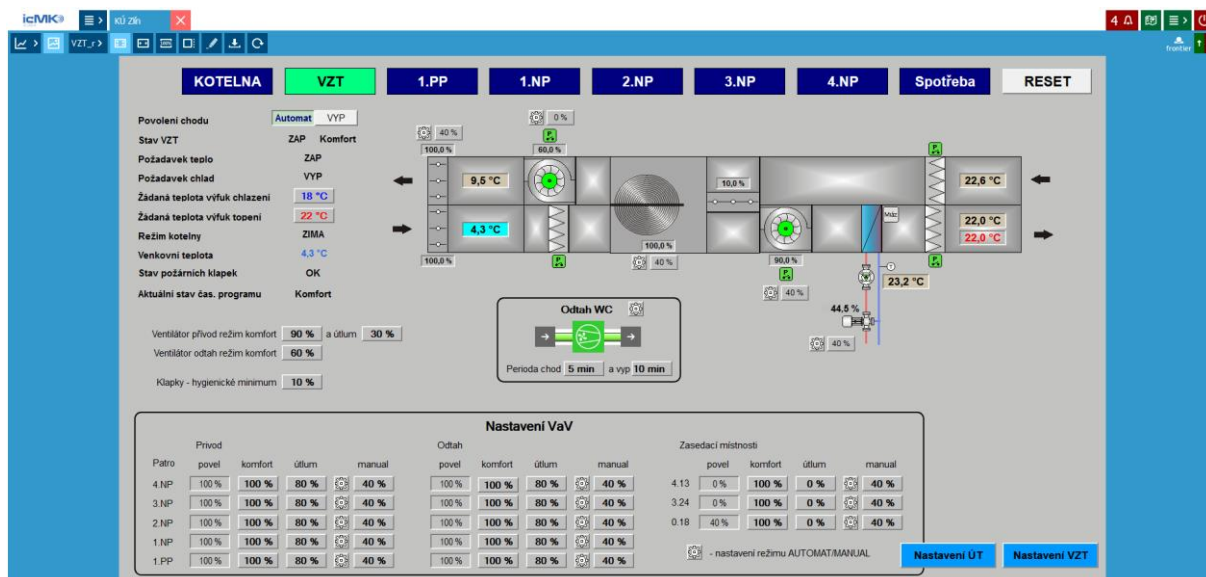 icMK
KÚ Zlín
4
VZT_r
frontier
KOTELNA VZT 1.PP 1.NP 2.NP 3.NP 4.NP Spotřeba RESET
Povolení chodu Automat VYP
Stav VZT ZAP Komfort
Požadavek teplo ZAP
Požadavek chlad VYP
Žádaná teplota výfuk chlazení 18 °C
Žádaná teplota výfuk topení 22 °C
Režim kotelny ZIMA
Venkovní teplota 4,3 °C
Stav požárních klapek OK
Aktuální stav čas. programu Komfort
0 %
40 %
P
100,0 % 60,0 % P
9,5 °C 10,0 % 22,6 °C
4,3 °C Mdz 22,0 °C
22,0 °C
100,0 %
100,0 % P 40 % 90,0 % P
P T 23,2 °C
40 %
44,5 %
40 %
Odtah WC
Perioda chod 5 min a vyp 10 min
Ventilátor přívod režim komfort 90 % a útlum 30 %
Ventilátor odtah režim komfort 60 %
Klapky - hygienické minimum 10 %
Nastavení VaV
Privod Odtah Zasedací místnosti
Patro povel komfort útlum manual povel komfort útlum manual povel komfort útlum manual
4.NP 100 % 100 % 80 % 40 % 100 % 100 % 80 % 40 % 4.13 0 % 100 % 0 % 40 %
3.NP 100 % 100 % 80 % 40 % 100 % 100 % 80 % 40 % 3.24 0 % 100 % 0 % 40 %
2.NP 100 % 100 % 80 % 40 % 100 % 100 % 80 % 40 % 0.18 40 % 100 % 0 % 40 %
1.NP 100 % 100 % 80 % 40 % 100 % 100 % 80 % 40 %
1.PP 100 % 100 % 80 % 40 % 100 % 100 % 80 % 40 %
- nastavení režimu AUTOMAT/MANUAL
Nastavení ÚT Nastavení VZT